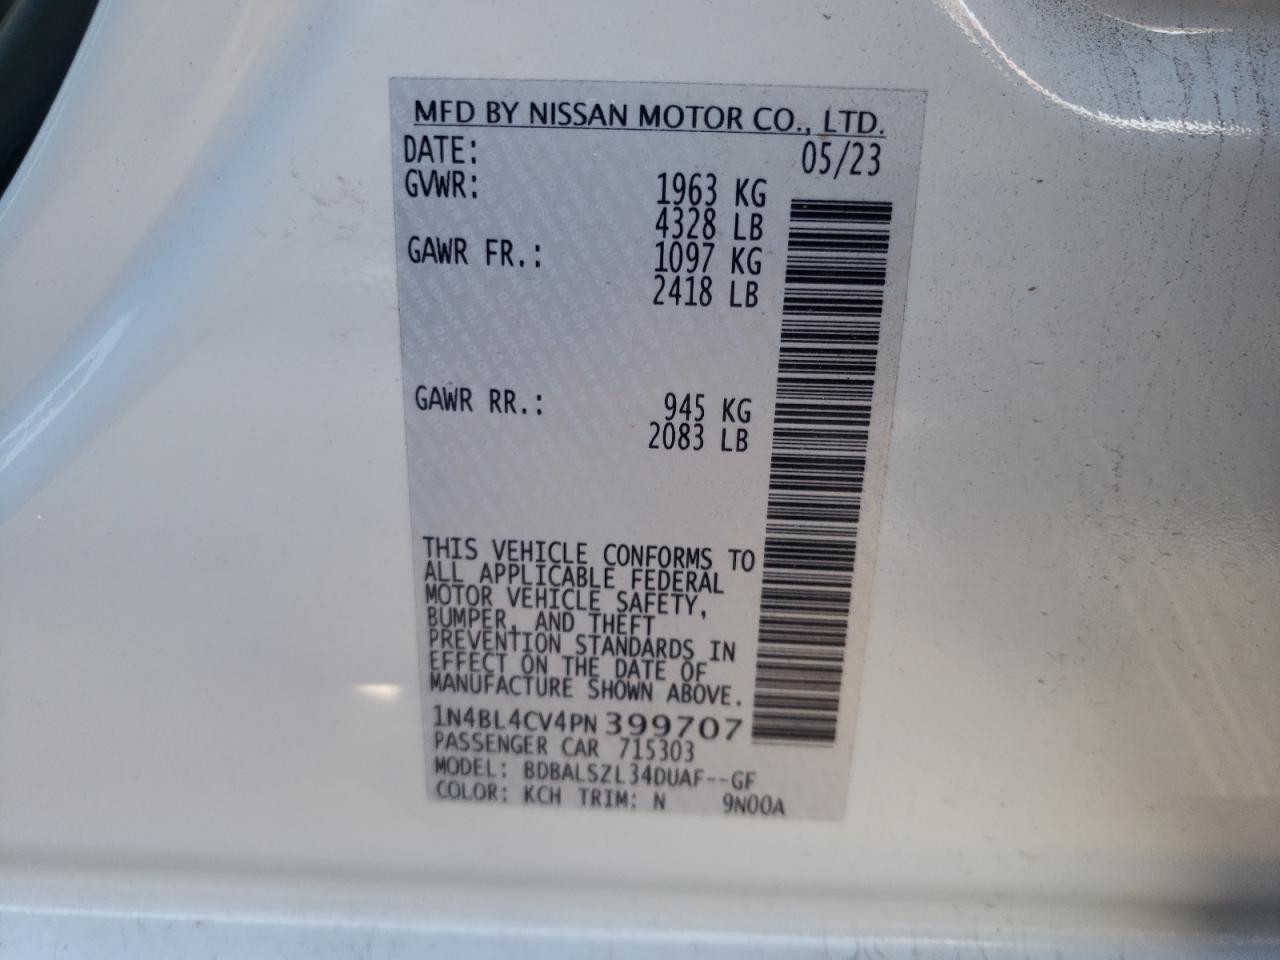 MFD BY NISSAN MOTOR CO., LTD.
DATE: 05/23
GVWR: 1963 KG
4328 LB
GAWR FR.: 1097 KG
2418 LB
GAWR RR.: 945 KG
2083 LB
THIS VEHICLE CONFORMS TO
ALL APPLICABLE FEDERAL
MOTOR VEHICLE SAFETY,
BUMPER, AND THEFT
PREVENTION STANDARDS IN
EFFECT ON THE DATE OF
MANUFACTURE SHOWN ABOVE.
1N4BL4CV4PN399707
PASSENGER CAR 715303
MODEL: BDBALSZL34DUAF--GF
COLOR: KCH TRIM: N 9N00A